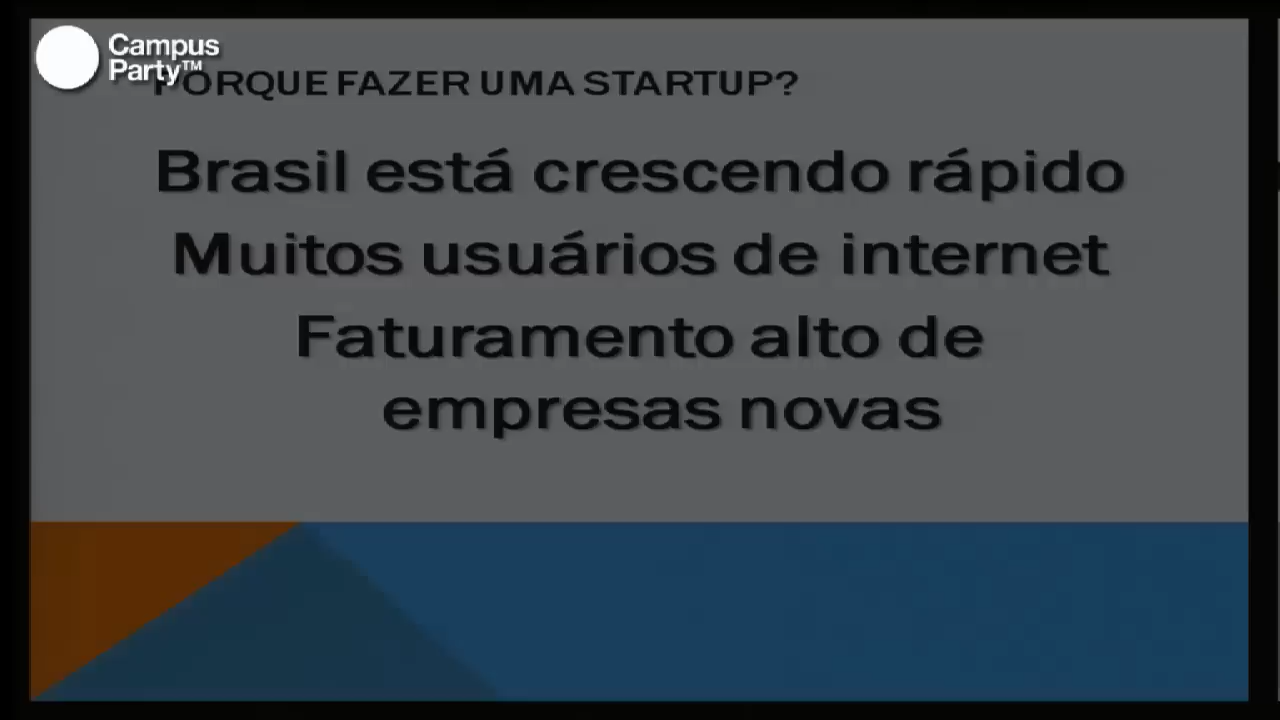 Campus
Party™
PORQUE FAZER UMA STARTUP?
Brasil está crescendo rápido
Muitos usuários de internet
Faturamento alto de
empresas novas